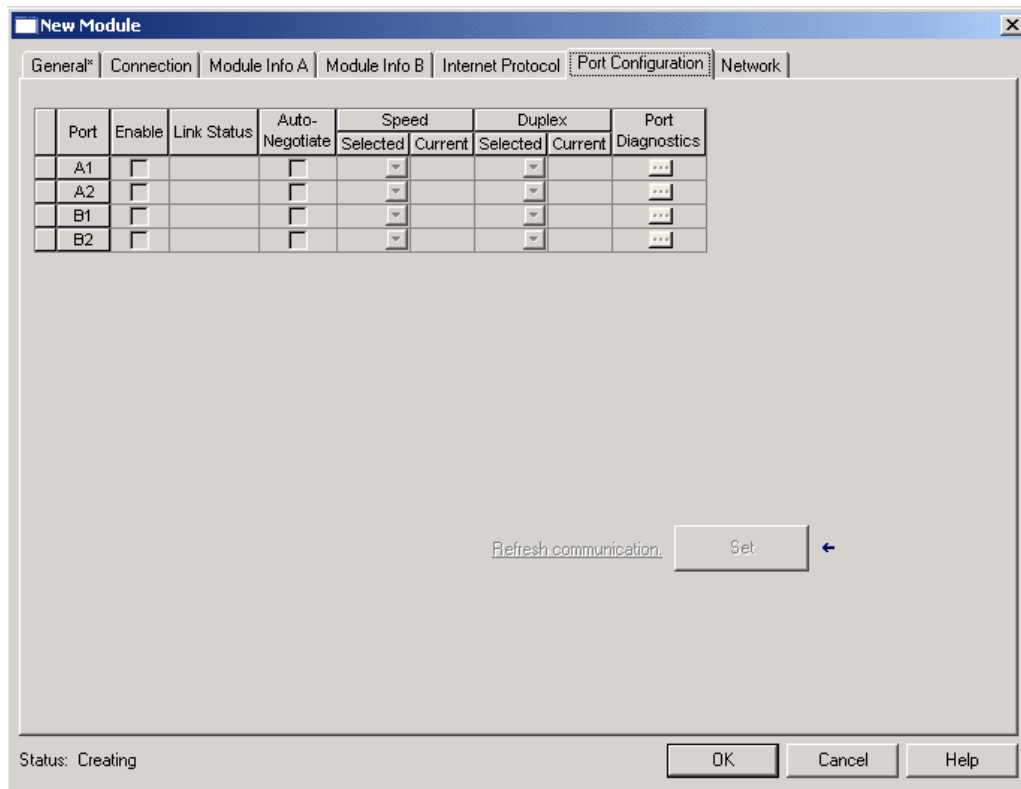 New Module
General* Connection Module Info A Module Info B Internet Protocol Port Configuration Network
Port Enable Link Status Auto-Negotiate Speed Duplex Port Diagnostics
Selected Current Selected Current
A1
A2
B1
B2
Refresh communication. Set
Status: Creating OK Cancel Help